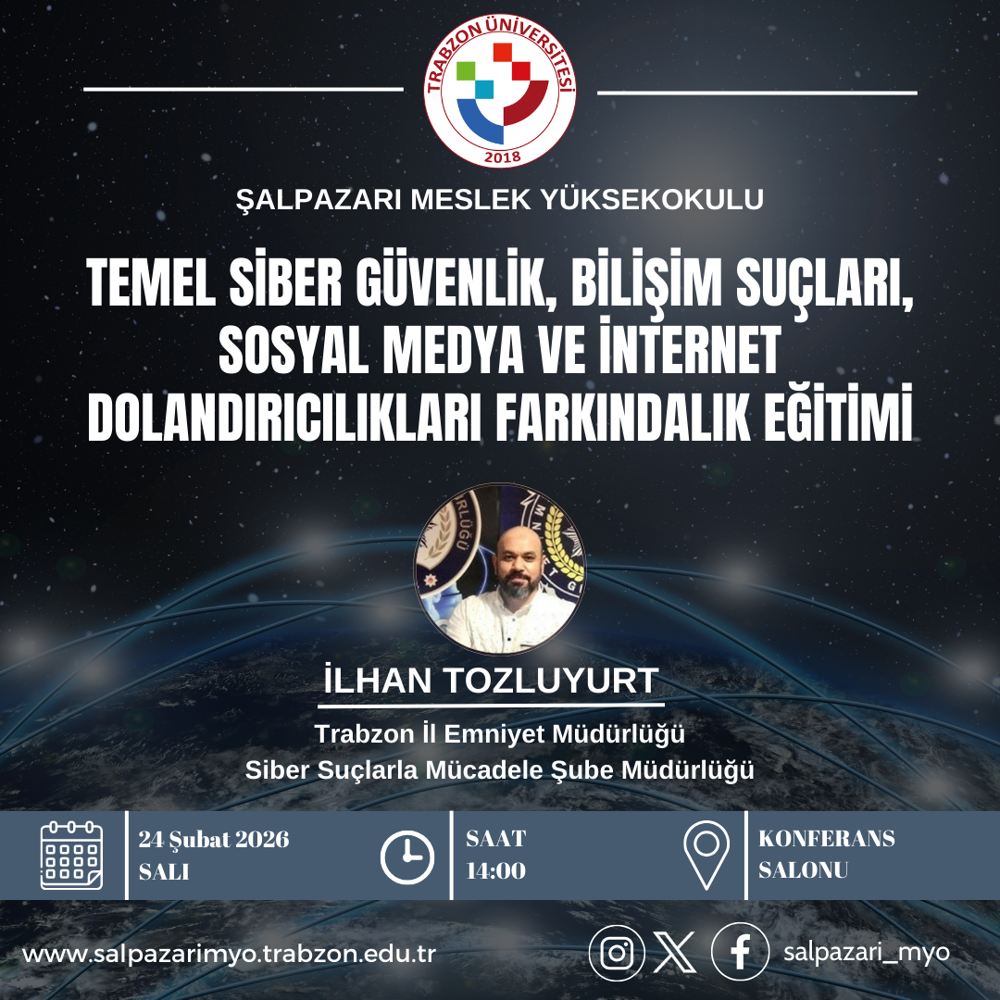 TRABZON ÜNİVERSİTESİ
2018
ŞALPAZARI MESLEK YÜKSEKOKULU
TEMEL SİBER GÜVENLİK, BİLİŞİM SUÇLARI,
SOSYAL MEDYA VE İNTERNET
DOLANDIRICILIKLARI FARKINDALIK EĞİTİMİ
İLHAN TOZLUYURT
Trabzon İl Emniyet Müdürlüğü
Siber Suçlarla Mücadele Şube Müdürlüğü
24 Şubat 2026
SALI
SAAT
14:00
KONFERANS
SALONU
www.salpazarimyo.trabzon.edu.tr
salpazari_myo